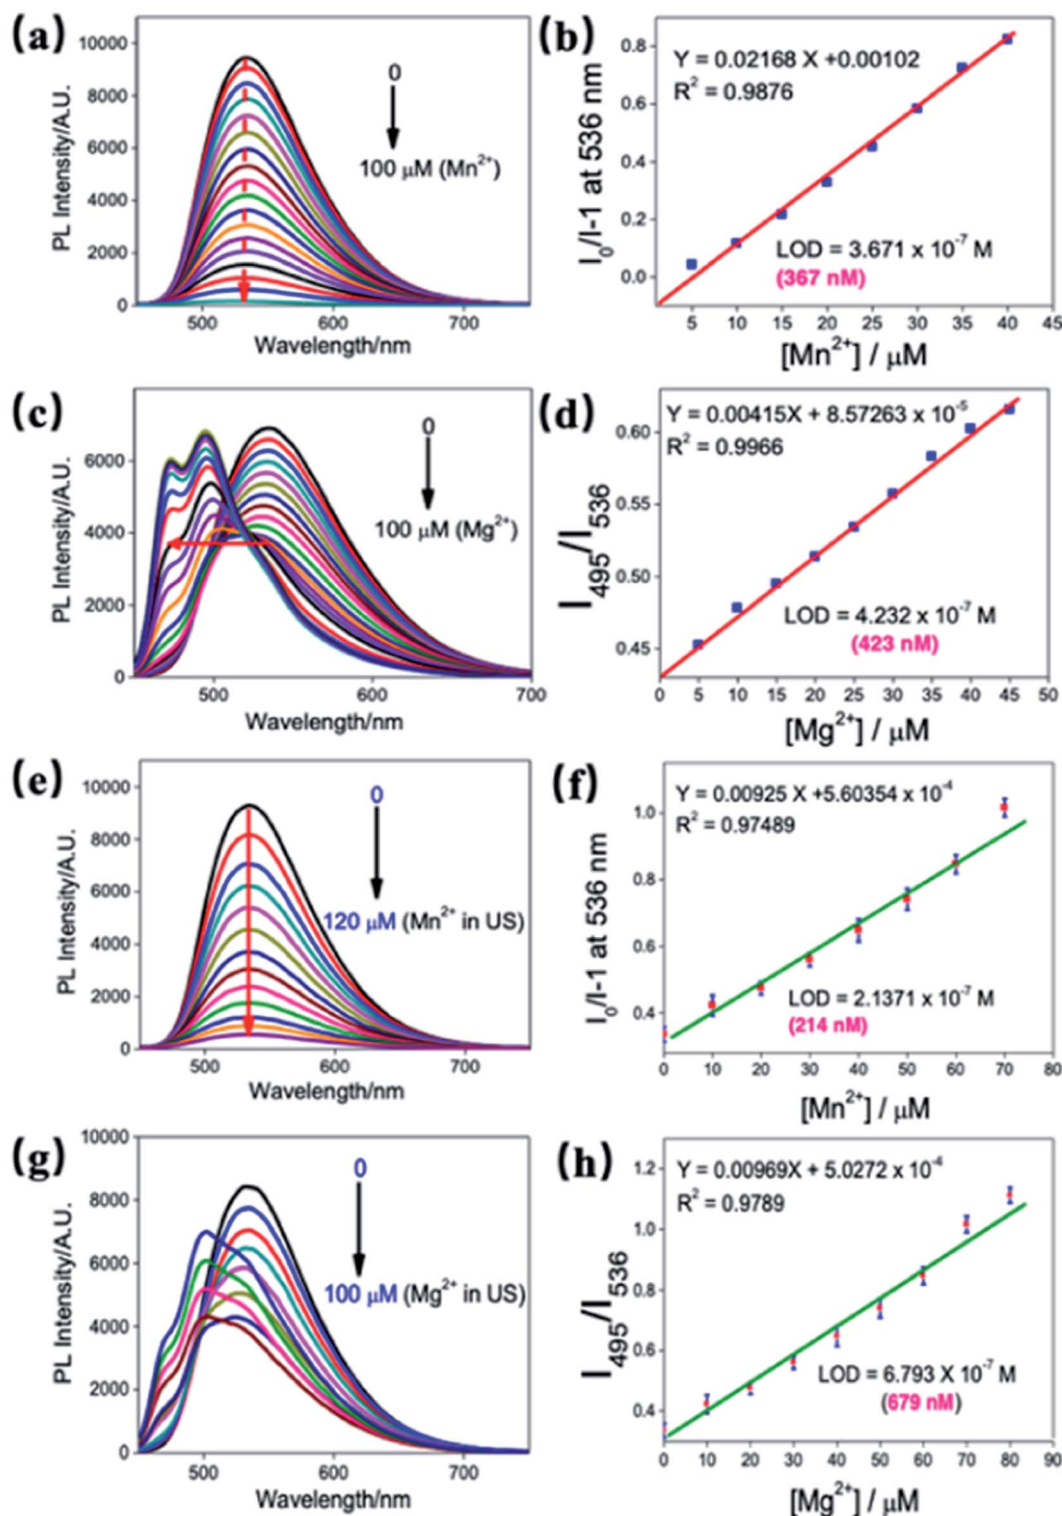 (a)
10000
8000
6000
4000
2000
0
PL Intensity/A.U.
0
100 μM (Mn²⁺)
500
600
700
Wavelength/nm
(b)
0.8
0.6
0.4
0.2
0.0
I₀/I-1 at 536 nm
Y = 0.02168 X +0.00102
R² = 0.9876
LOD = 3.671 x 10⁻⁷ M
(367 nM)
5 10 15 20 25 30 35 40 45
[Mn²⁺] / μM
(c)
6000
4000
2000
0
PL Intensity/A.U.
0
100 μM (Mg²⁺)
500
600
700
Wavelength/nm
(d)
0.60
0.55
0.50
0.45
I₄₉₅/I₅₃₆
Y = 0.00415X + 8.57263 x 10⁻⁵
R² = 0.9966
LOD = 4.232 x 10⁻⁷ M
(423 nM)
0 5 10 15 20 25 30 35 40 45 50
[Mg²⁺] / μM
(e)
10000
8000
6000
4000
2000
0
PL Intensity/A.U.
0
120 μM (Mn²⁺ in US)
500
600
700
Wavelength/nm
(f)
1.0
0.8
0.6
0.4
I₀/I-1 at 536 nm
Y = 0.00925 X +5.60354 x 10⁻⁴
R² = 0.97489
LOD = 2.1371 x 10⁻⁷ M
(214 nM)
0 10 20 30 40 50 60 70 80
[Mn²⁺] / μM
(g)
10000
8000
6000
4000
2000
0
PL Intensity/A.U.
0
100 μM (Mg²⁺ in US)
500
600
700
Wavelength/nm
(h)
1.2
1.0
0.8
0.6
0.4
I₄₉₅/I₅₃₆
Y = 0.00969X + 5.0272 x 10⁻⁴
R² = 0.9789
LOD = 6.793 X 10⁻⁷ M
(679 nM)
0 10 20 30 40 50 60 70 80 90
[Mg²⁺] / μM